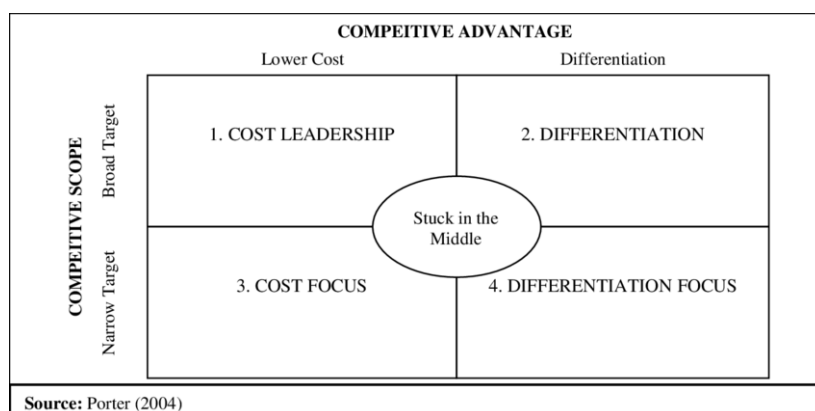 COMPEITIVE ADVANTAGE
Lower Cost Differentiation
COMPEITIVE SCOPE
Broad Target
1. COST LEADERSHIP 2. DIFFERENTIATION
Stuck in the
Middle
Narrow Target
3. COST FOCUS 4. DIFFERENTIATION FOCUS
Source: Porter (2004)